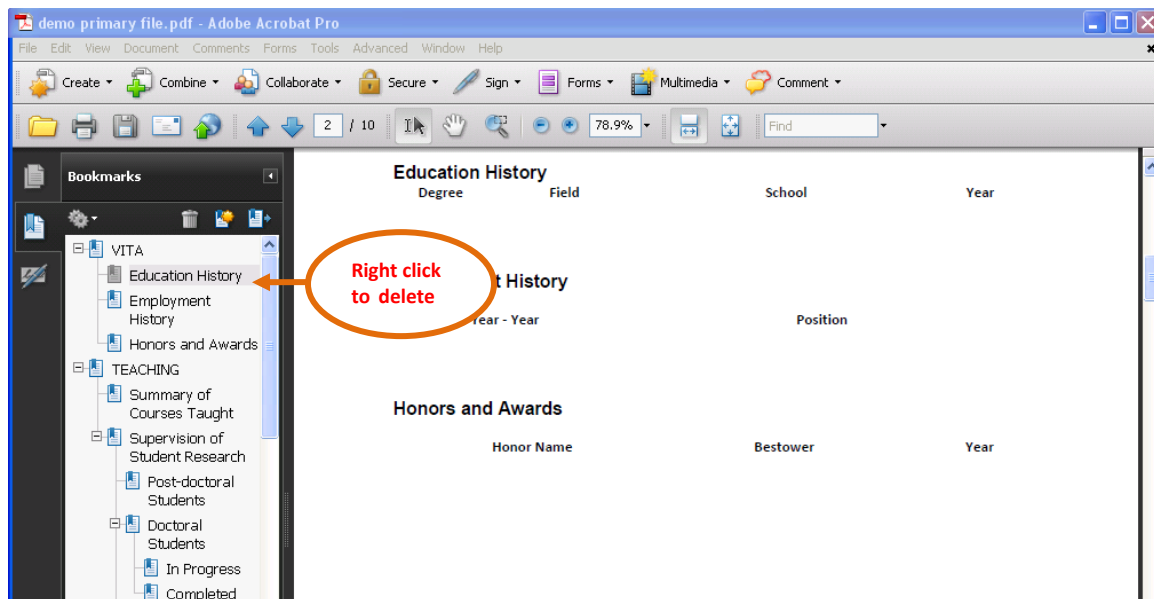 demo primary file.pdf - Adobe Acrobat Pro
File Edit View Document Comments Forms Tools Advanced Window Help
Create Combine Collaborate Secure Sign Forms Multimedia Comment
2 / 10 78.9% Find
Bookmarks
VITA
Education History
Employment
History
Honors and Awards
TEACHING
Summary of
Courses Taught
Supervision of
Student Research
Post-doctoral
Students
Doctoral
Students
In Progress
Completed
Right click
to delete
Education History
Degree Field School Year
t History
Year - Year Position
Honors and Awards
Honor Name Bestower Year